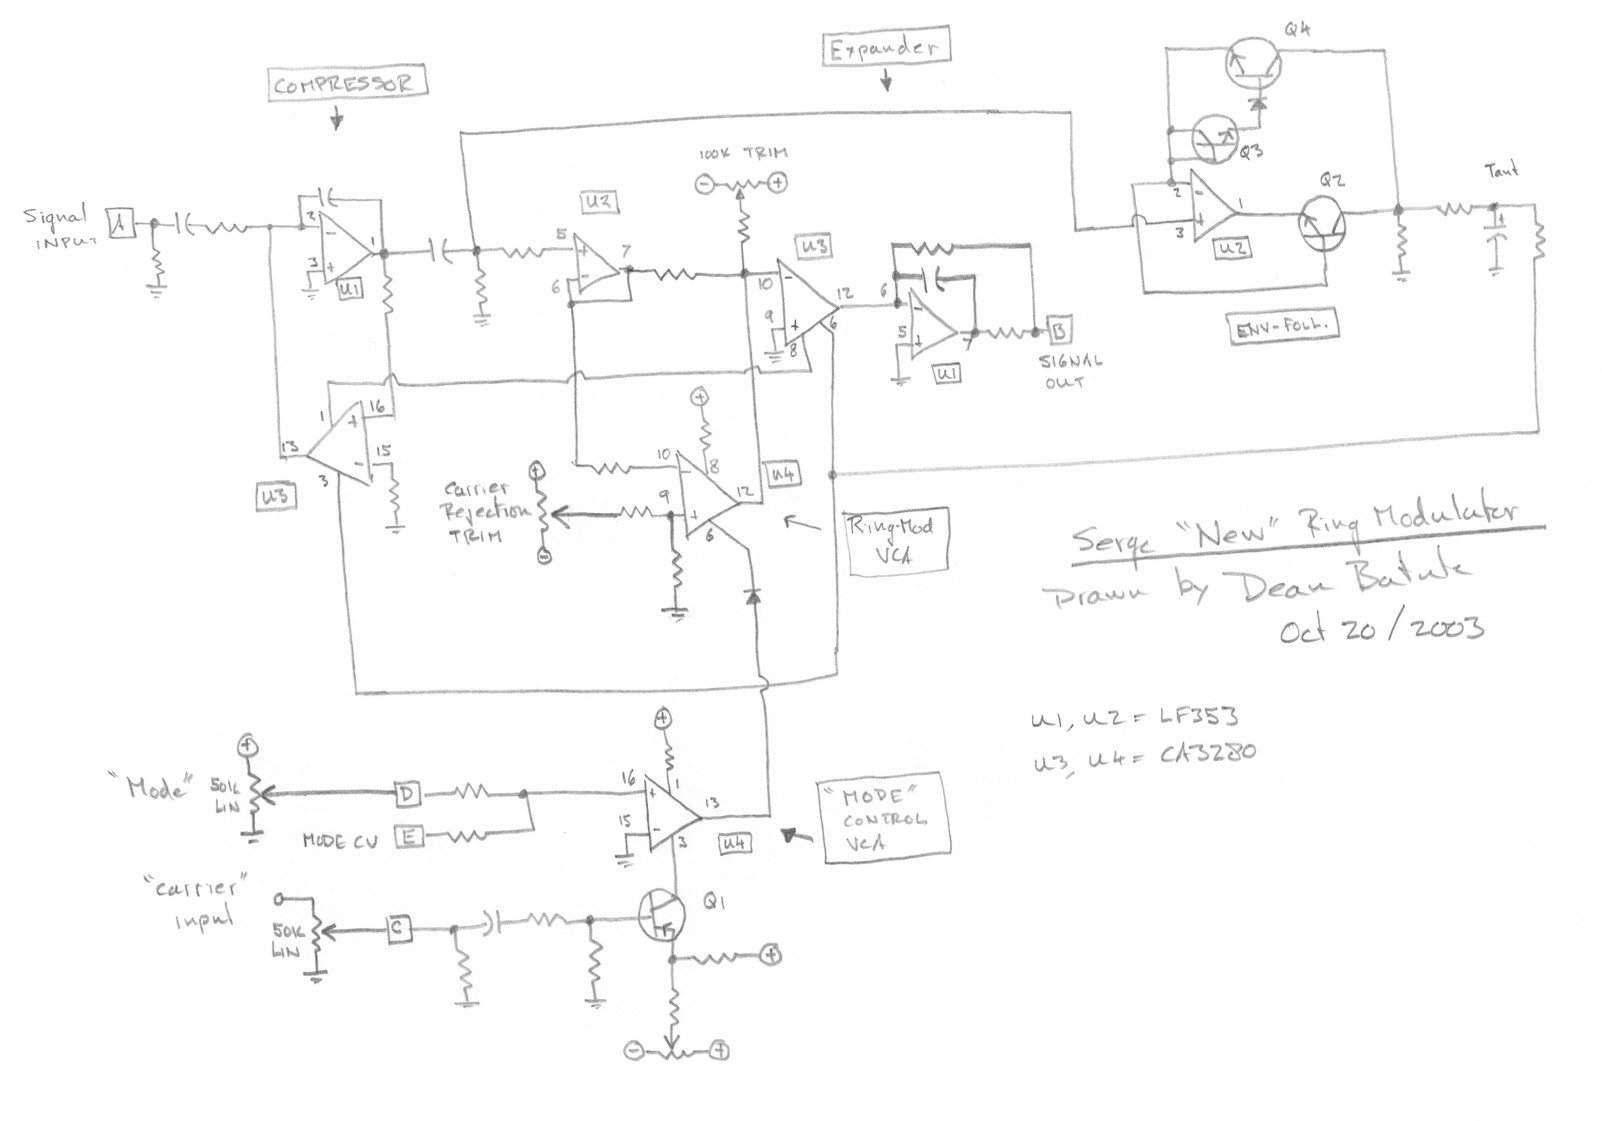 Expander
COMPRESSOR
Q4
Q3
100K TRIM
- +
Signal
INPUT
A
2
-
3
+
1
U1
U2
5
+
6
-
7
U3
10
-
9
+
8
12
6
6
-
5
+
7
U1
B
SIGNAL
OUT
2
-
3
+
1
U2
Q2
Tant
ENV-FOLL.
1
16
+
13
15
-
3
U3
+
10
8
-
9
+
12
6
U4
+
Carrier
Rejection
TRIM
-
Ring-Mod
VCA
Serge "New" Ring Modulator
Drawn by Dean Batute
Oct 20/2003
U1, U2 = LF353
U3, U4 = CA3280
+
"Mode"
50K
LIN
D
MODE CV
E
+
16
+
1
15
-
13
3
U4
"MODE"
CONTROL
VCA
"Carrier"
input
50K
LIN
C
Q1
+
- +